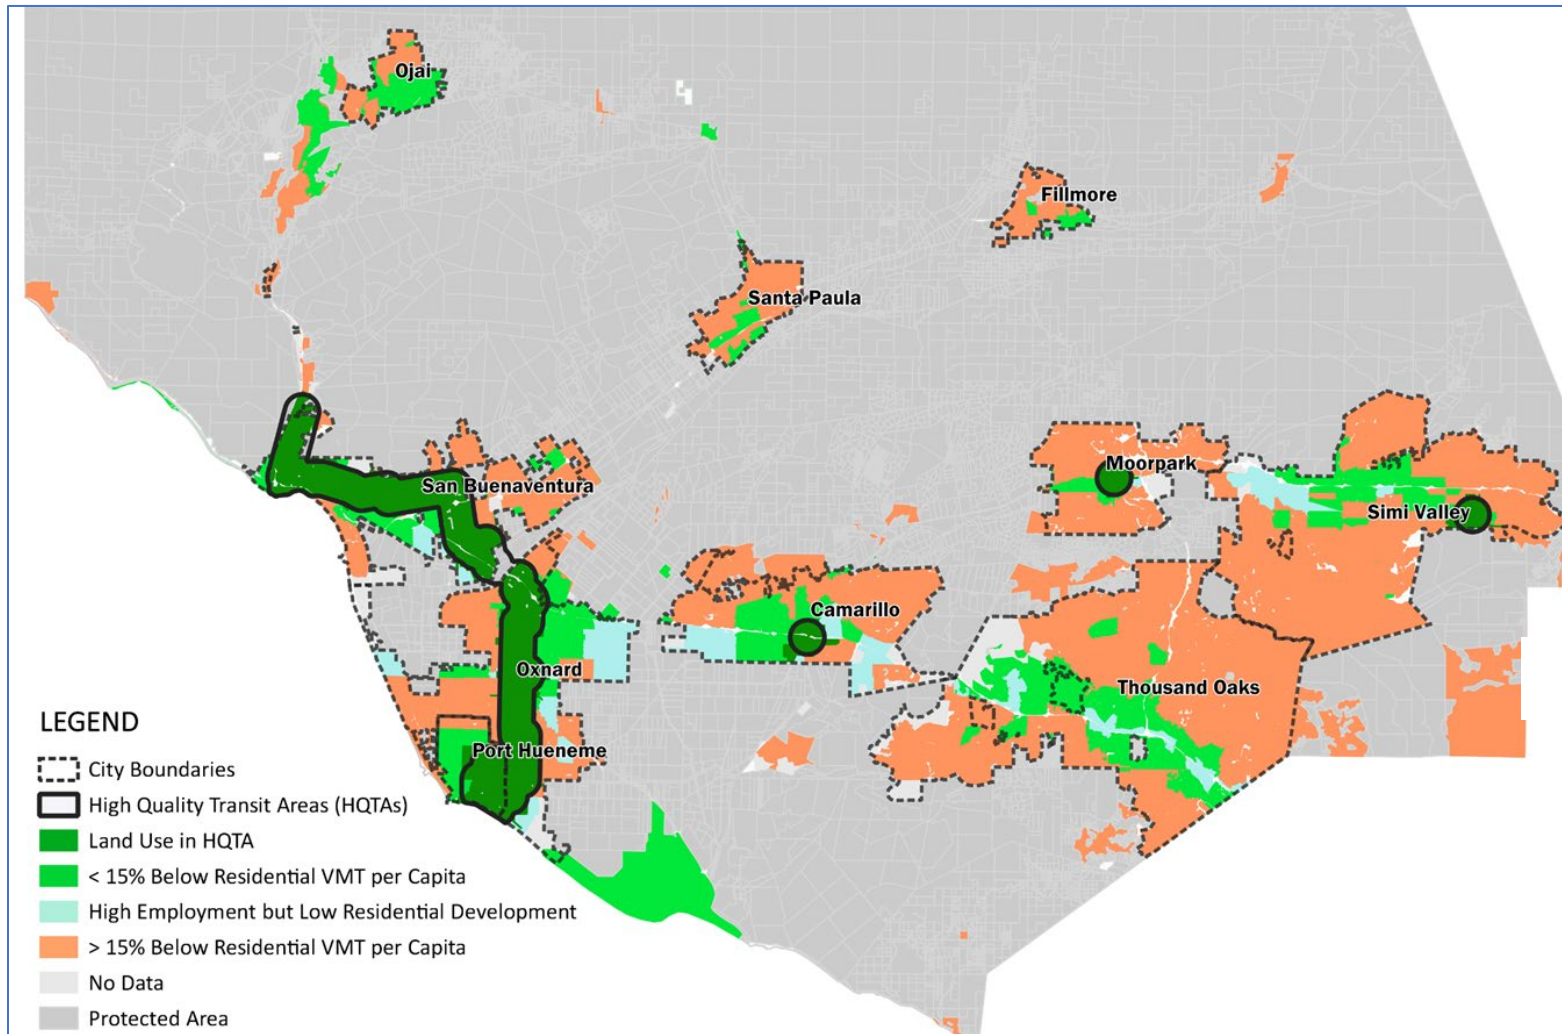 Ojai
Fillmore
Santa Paula
Moorpark
San Buenaventura
Simi Valley
Camarillo
Oxnard
Thousand Oaks
Port Hueneme
LEGEND
City Boundaries
High Quality Transit Areas (HQTAs)
Land Use in HQTA
< 15% Below Residential VMT per Capita
High Employment but Low Residential Development
> 15% Below Residential VMT per Capita
No Data
Protected Area